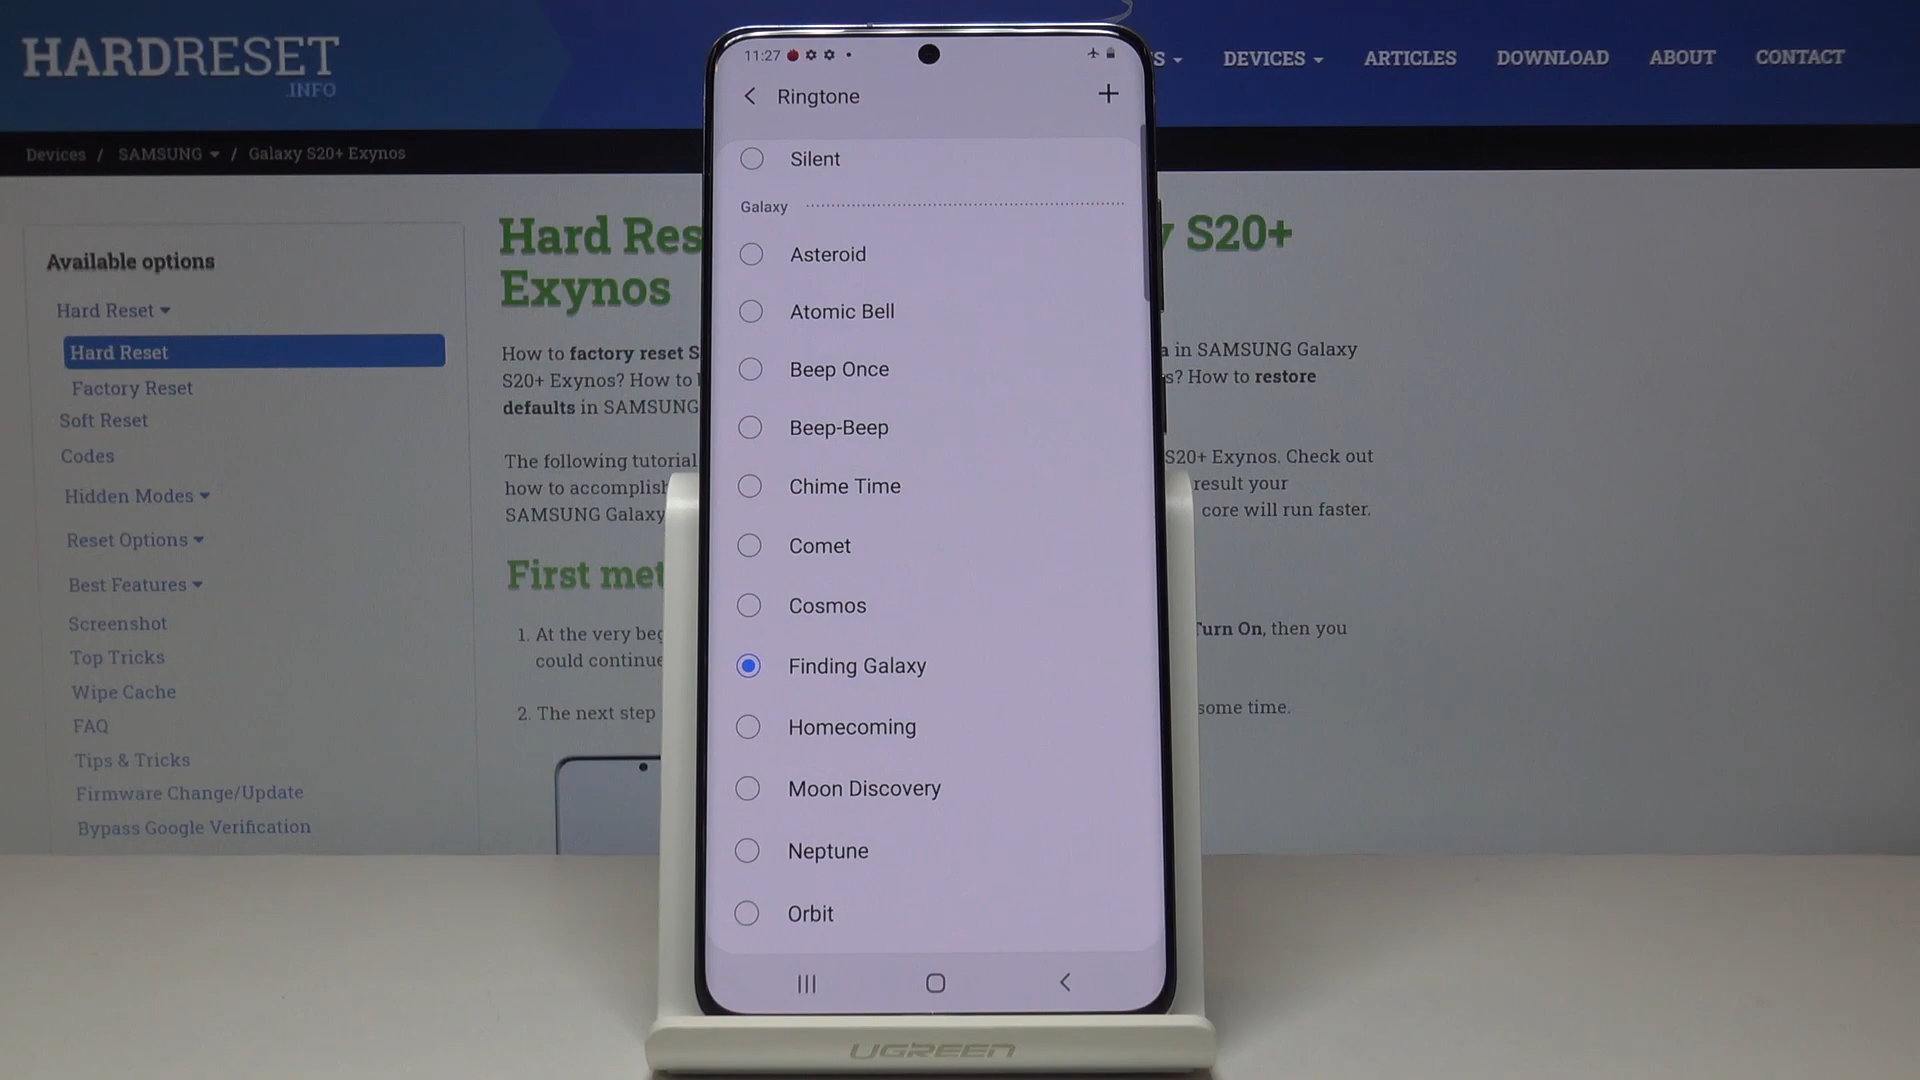 HARDRESET
.INFO
S
DEVICES
ARTICLES
DOWNLOAD
ABOUT
CONTACT
Devices / SAMSUNG / Galaxy S20+ Exynos
Available options
Hard Reset
Hard Reset
Factory Reset
Soft Reset
Codes
Hidden Modes
Reset Options
Best Features
Screenshot
Top Tricks
Wipe Cache
FAQ
Tips & Tricks
Firmware Change/Update
Bypass Google Verification
Hard Res
y S20+
Exynos
How to factory reset S
a in SAMSUNG Galaxy
S20+ Exynos? How to
s? How to restore
defaults in SAMSUNG
The following tutorial
S20+ Exynos. Check out
how to accomplish
result your
SAMSUNG Galaxy
core will run faster.
First met
1. At the very beg
Turn On, then you
could continue
2. The next step
some time.
11:27
Ringtone
+
Silent
Galaxy
Asteroid
Atomic Bell
Beep Once
Beep-Beep
Chime Time
Comet
Cosmos
Finding Galaxy
Homecoming
Moon Discovery
Neptune
Orbit
UGREEN